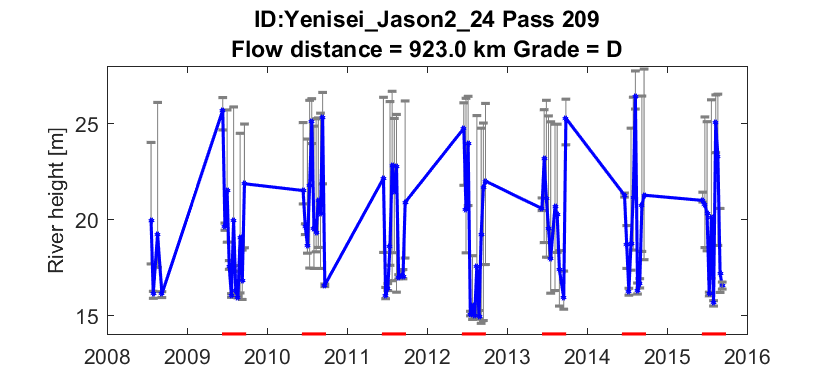 ID:Yenisei_Jason2_24 Pass 209
Flow distance = 923.0 km Grade = D
River height [m]
25
20
15
2008 2009 2010 2011 2012 2013 2014 2015 2016